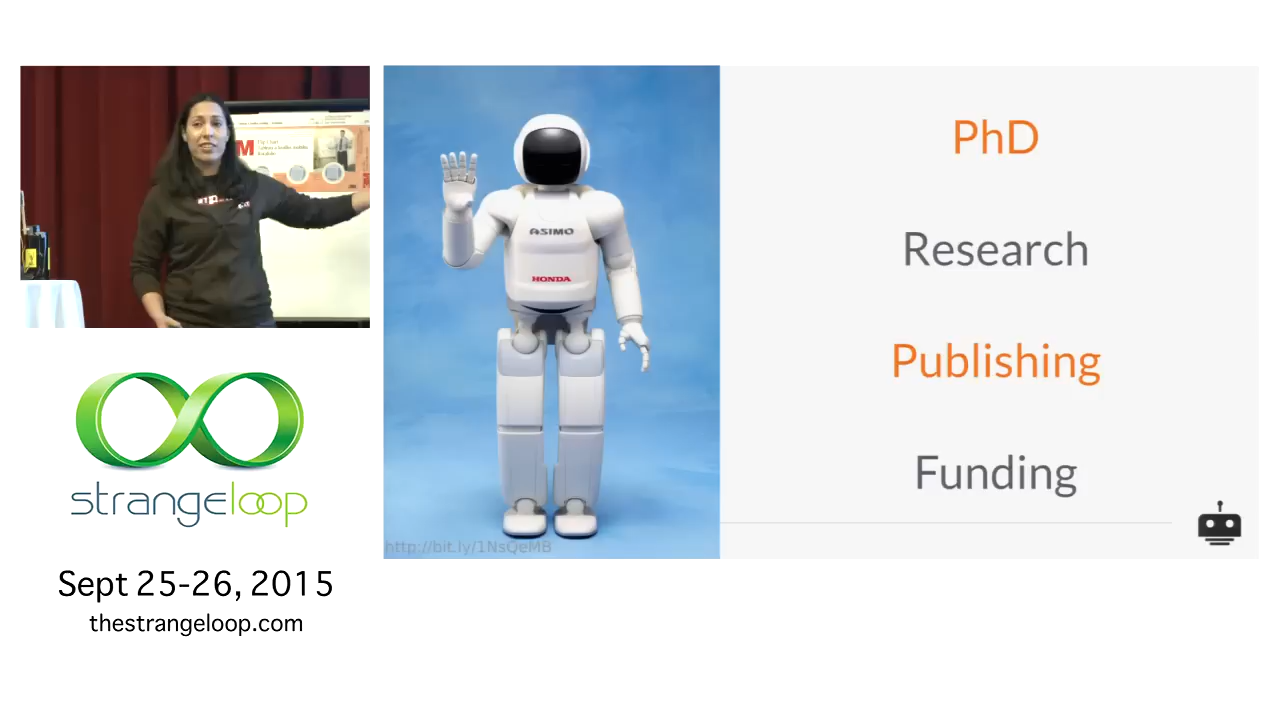 ASIMO
HONDA
http://bit.ly/1NsQeMB
PhD
Research
Publishing
Funding
strangeloop
Sept 25-26, 2015
thestrangeloop.com